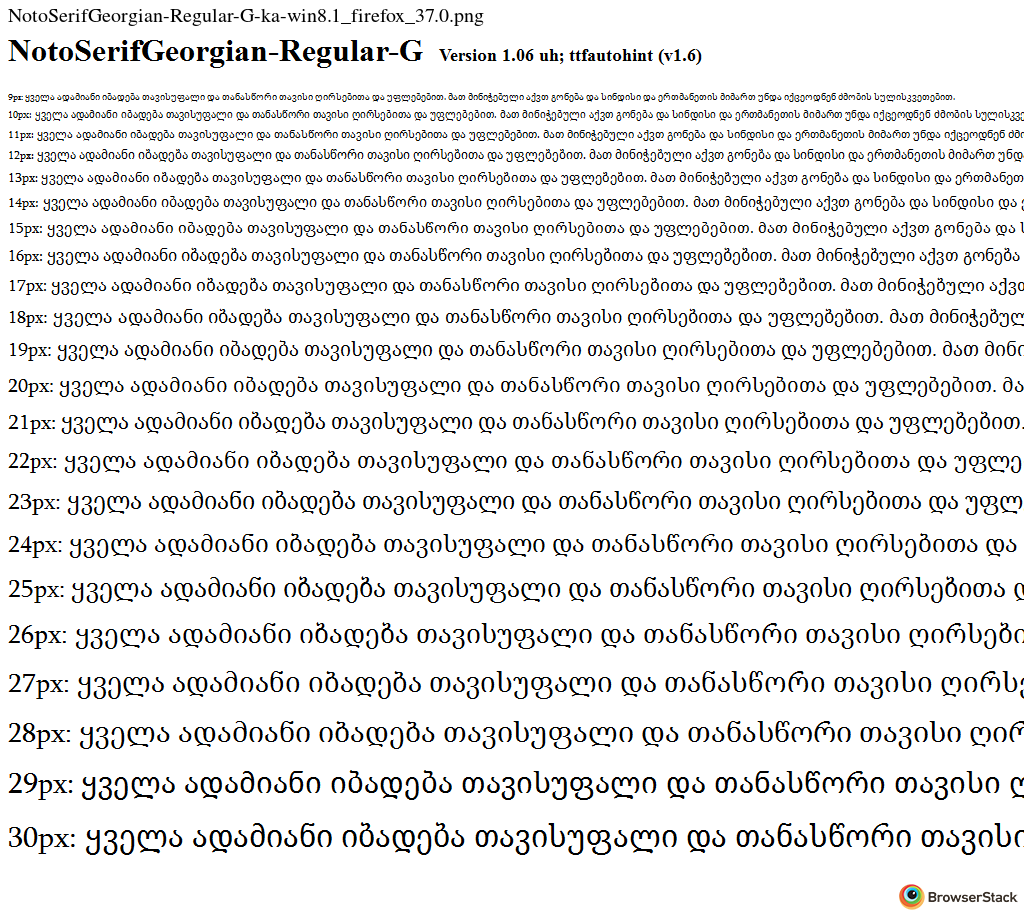 NotoSerifGeorgian-Regular-G-ka-win8.1_firefox_37.0.png
NotoSerifGeorgian-Regular-G Version 1.06 uh; ttfautohint (v1.6)
9px: ყველა ადამიანი იბადება თავისუფალი და თანასწორი თავისი ღირსებითა და უფლებებით. მათ მინიჭებული აქვთ გონება და სინდისი და ერთმანეთის მიმართ უნდა იქცეოდნენ ძმობის სულისკვეთებით.
10px: ყველა ადამიანი იბადება თავისუფალი და თანასწორი თავისი ღირსებითა და უფლებებით. მათ მინიჭებული აქვთ გონება და სინდისი და ერთმანეთის მიმართ უნდა იქცეოდნენ ძმობის სულისკვე
11px: ყველა ადამიანი იბადება თავისუფალი და თანასწორი თავისი ღირსებითა და უფლებებით. მათ მინიჭებული აქვთ გონება და სინდისი და ერთმანეთის მიმართ უნდა იქცეოდნენ ძმო
12px: ყველა ადამიანი იბადება თავისუფალი და თანასწორი თავისი ღირსებითა და უფლებებით. მათ მინიჭებული აქვთ გონება და სინდისი და ერთმანეთის მიმართ უნდ
13px: ყველა ადამიანი იბადება თავისუფალი და თანასწორი თავისი ღირსებითა და უფლებებით. მათ მინიჭებული აქვთ გონება და სინდისი და ერთმანეთ
14px: ყველა ადამიანი იბადება თავისუფალი და თანასწორი თავისი ღირსებითა და უფლებებით. მათ მინიჭებული აქვთ გონება და სინდისი და
15px: ყველა ადამიანი იბადება თავისუფალი და თანასწორი თავისი ღირსებითა და უფლებებით. მათ მინიჭებული აქვთ გონება და ს
16px: ყველა ადამიანი იბადება თავისუფალი და თანასწორი თავისი ღირსებითა და უფლებებით. მათ მინიჭებული აქვთ გონება
17px: ყველა ადამიანი იბადება თავისუფალი და თანასწორი თავისი ღირსებითა და უფლებებით. მათ მინიჭებული აქვთ
18px: ყველა ადამიანი იბადება თავისუფალი და თანასწორი თავისი ღირსებითა და უფლებებით. მათ მინიჭებულ
19px: ყველა ადამიანი იბადება თავისუფალი და თანასწორი თავისი ღირსებითა და უფლებებით. მათ მინი
20px: ყველა ადამიანი იბადება თავისუფალი და თანასწორი თავისი ღირსებითა და უფლებებით. მა
21px: ყველა ადამიანი იბადება თავისუფალი და თანასწორი თავისი ღირსებითა და უფლებებით.
22px: ყველა ადამიანი იბადება თავისუფალი და თანასწორი თავისი ღირსებითა და უფლე
23px: ყველა ადამიანი იბადება თავისუფალი და თანასწორი თავისი ღირსებითა და უფლ
24px: ყველა ადამიანი იბადება თავისუფალი და თანასწორი თავისი ღირსებითა და
25px: ყველა ადამიანი იბადება თავისუფალი და თანასწორი თავისი ღირსებითა დ
26px: ყველა ადამიანი იბადება თავისუფალი და თანასწორი თავისი ღირსები
27px: ყველა ადამიანი იბადება თავისუფალი და თანასწორი თავისი ღირსე
28px: ყველა ადამიანი იბადება თავისუფალი და თანასწორი თავისი ღირ
29px: ყველა ადამიანი იბადება თავისუფალი და თანასწორი თავისი ღ
30px: ყველა ადამიანი იბადება თავისუფალი და თანასწორი თავისი
BrowserStack